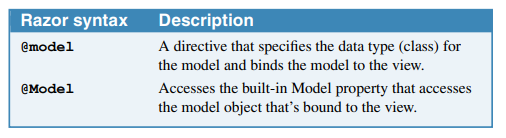 Razor syntax Description
@model A directive that specifies the data type (class) for
the model and binds the model to the view.
@Model Accesses the built-in Model property that accesses
the model object that's bound to the view.